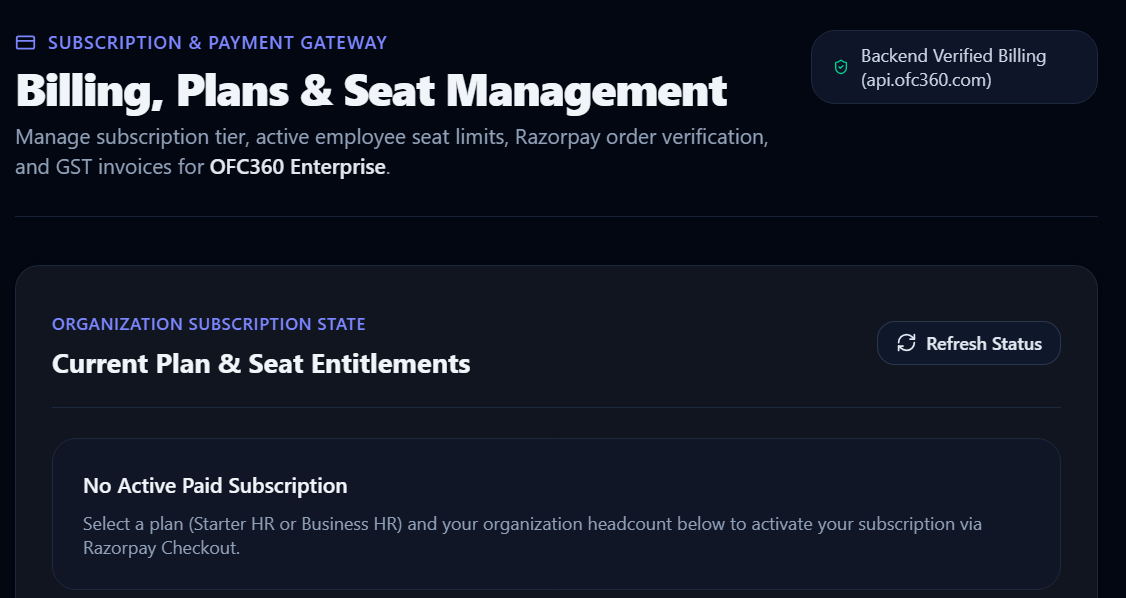 SUBSCRIPTION & PAYMENT GATEWAY
Billing, Plans & Seat Management
Manage subscription tier, active employee seat limits, Razorpay order verification,
and GST invoices for OFC360 Enterprise.
Backend Verified Billing
(api.ofc360.com)
ORGANIZATION SUBSCRIPTION STATE
Current Plan & Seat Entitlements
Refresh Status
No Active Paid Subscription
Select a plan (Starter HR or Business HR) and your organization headcount below to activate your subscription via
Razorpay Checkout.